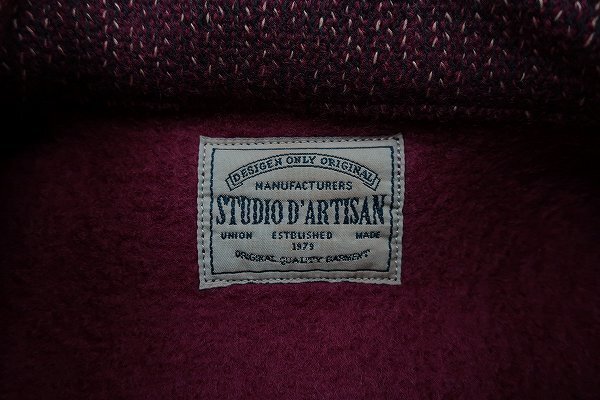 DESIGEN ONLY ORIGINAL
MANUFACTURERS
STUDIO D'ARTISAN
UNION ESTBLISHED MADE
1979
ORIGINAL QUALITY GARMENT